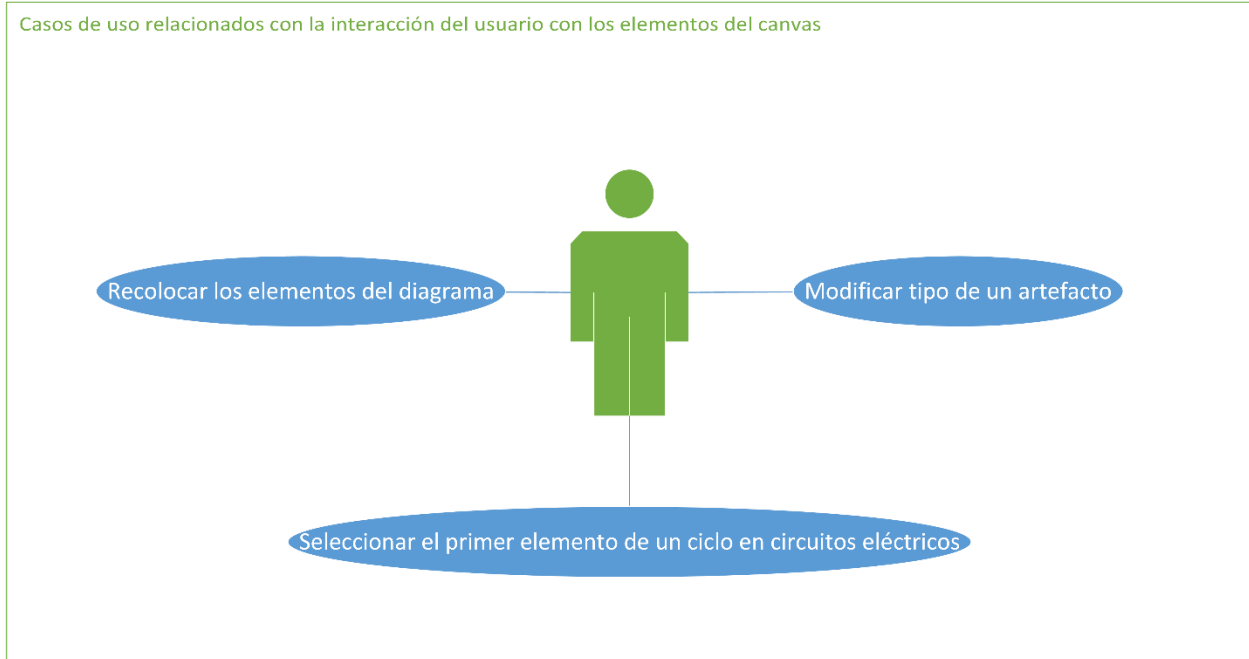 Casos de uso relacionados con la interacción del usuario con los elementos del canvas
Recolocar los elementos del diagrama
Modificar tipo de un artefacto
Seleccionar el primer elemento de un ciclo en circuitos eléctricos